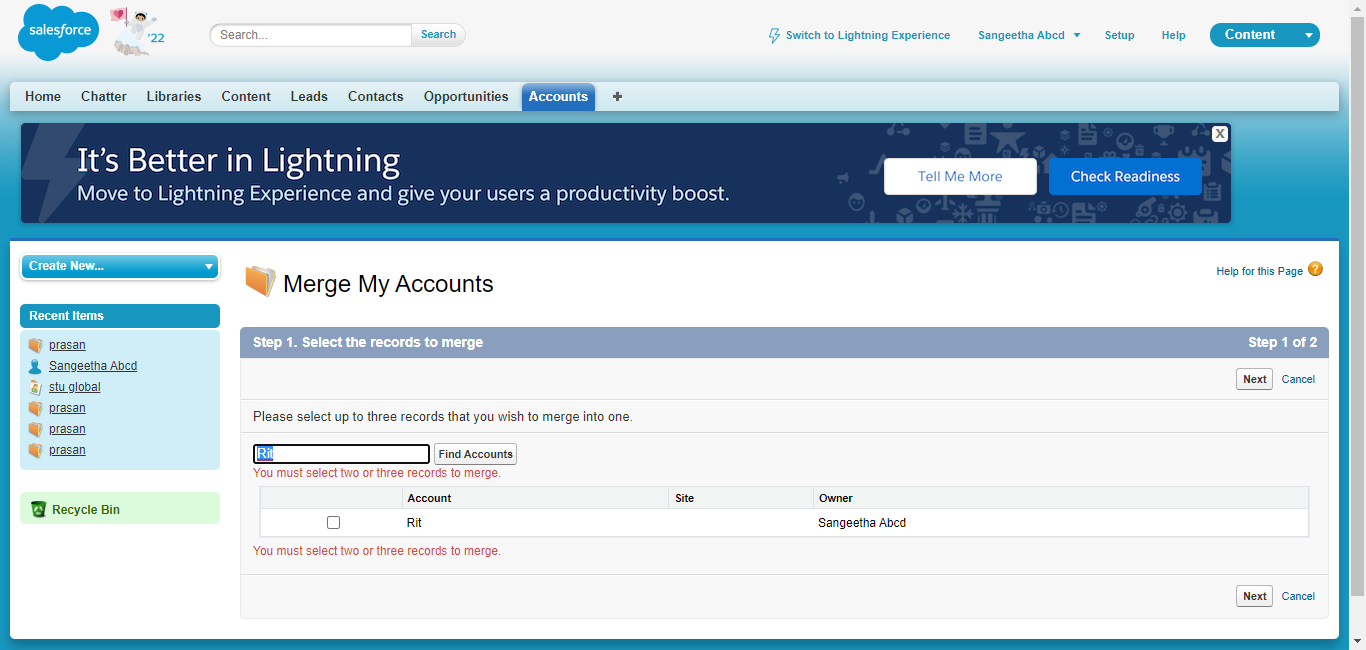 salesforce
'22
Search...
Search
Switch to Lightning Experience
Sangeetha Abcd
Setup
Help
Content
Home Chatter Libraries Content Leads Contacts Opportunities Accounts +
It's Better in Lightning
Move to Lightning Experience and give your users a productivity boost.
Tell Me More
Check Readiness
X
Create New...
Recent Items
prasan
Sangeetha Abcd
stu global
prasan
prasan
prasan
Recycle Bin
Merge My Accounts
Help for this Page ?
Step 1. Select the records to merge Step 1 of 2
Next Cancel
Please select up to three records that you wish to merge into one.
Rit Find Accounts
You must select two or three records to merge.
Account Site Owner
Rit Sangeetha Abcd
You must select two or three records to merge.
Next Cancel